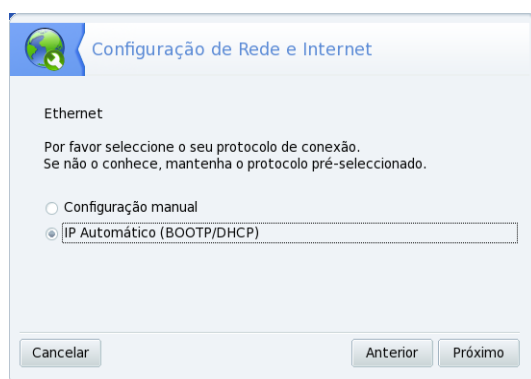 Configuração de Rede e Internet
Ethernet
Por favor seleccione o seu protocolo de conexão.
Se não o conhece, mantenha o protocolo pré-seleccionado.
Configuração manual
IP Automático (BOOTP/DHCP)
Cancelar
Anterior
Próximo